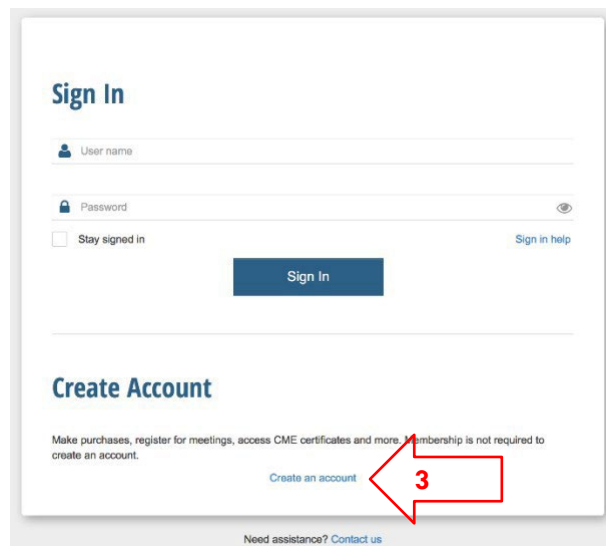 Sign In
User name
Password
Stay signed in
Sign in help
Sign In
Create Account
Make purchases, register for meetings, access CME certificates and more. Membership is not required to
create an account.
Create an account
3
Need assistance? Contact us